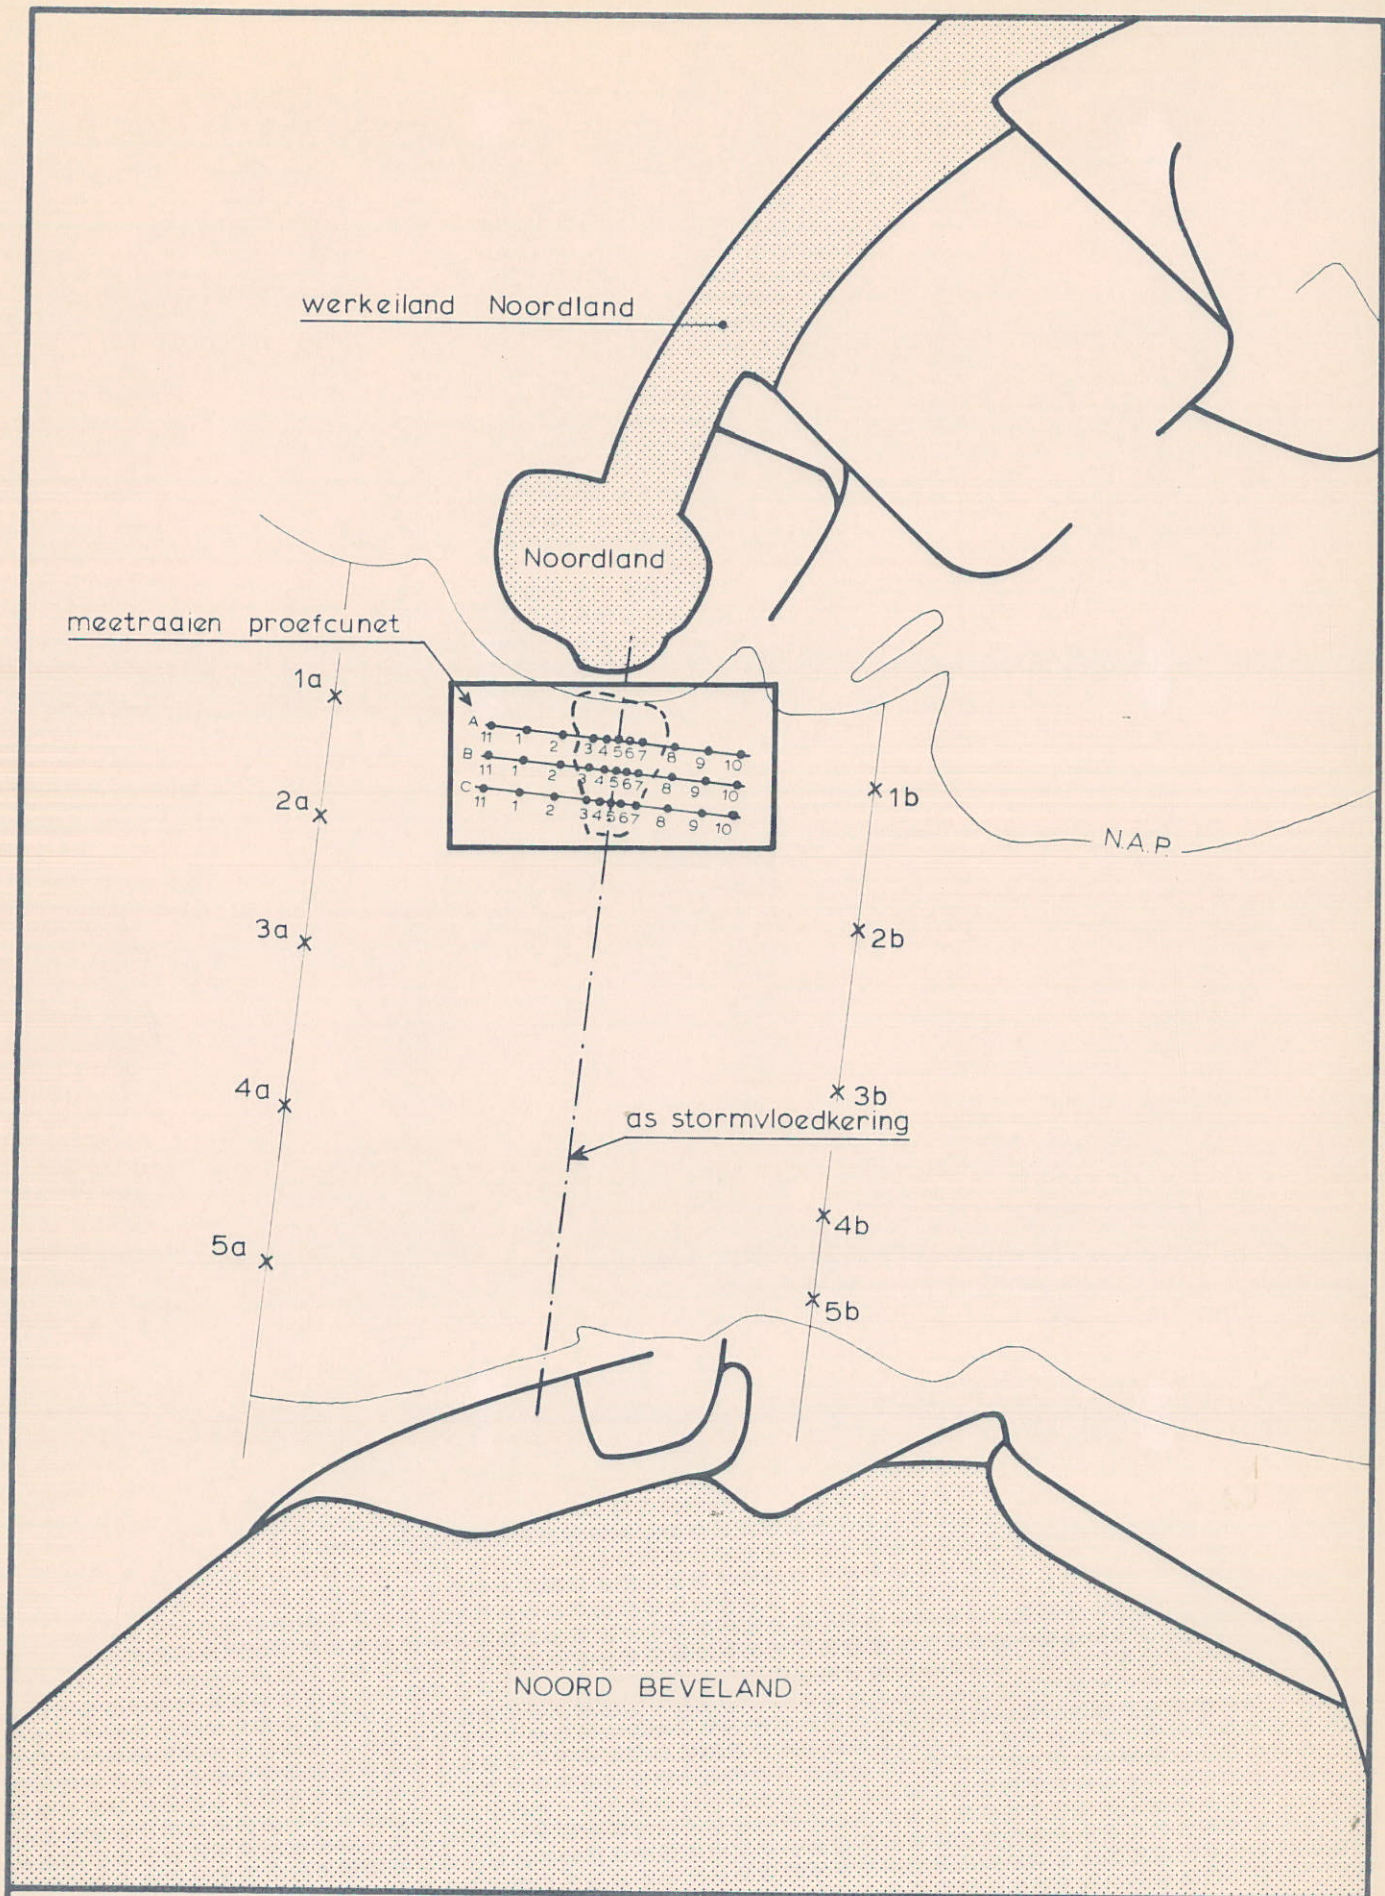 werkeiland Noordland
Noordland
meetraaien proefcunet
1a
A
11 1 2 3 4 5 6 7 8 9 10
B
11 1 2 3 4 5 6 7 8 9 10
C
11 1 2 3 4 5 6 7 8 9 10
2a
1b
N.A.P.
3a
2b
4a
3b
as stormvloedkering
4b
5a
5b
NOORD BEVELAND